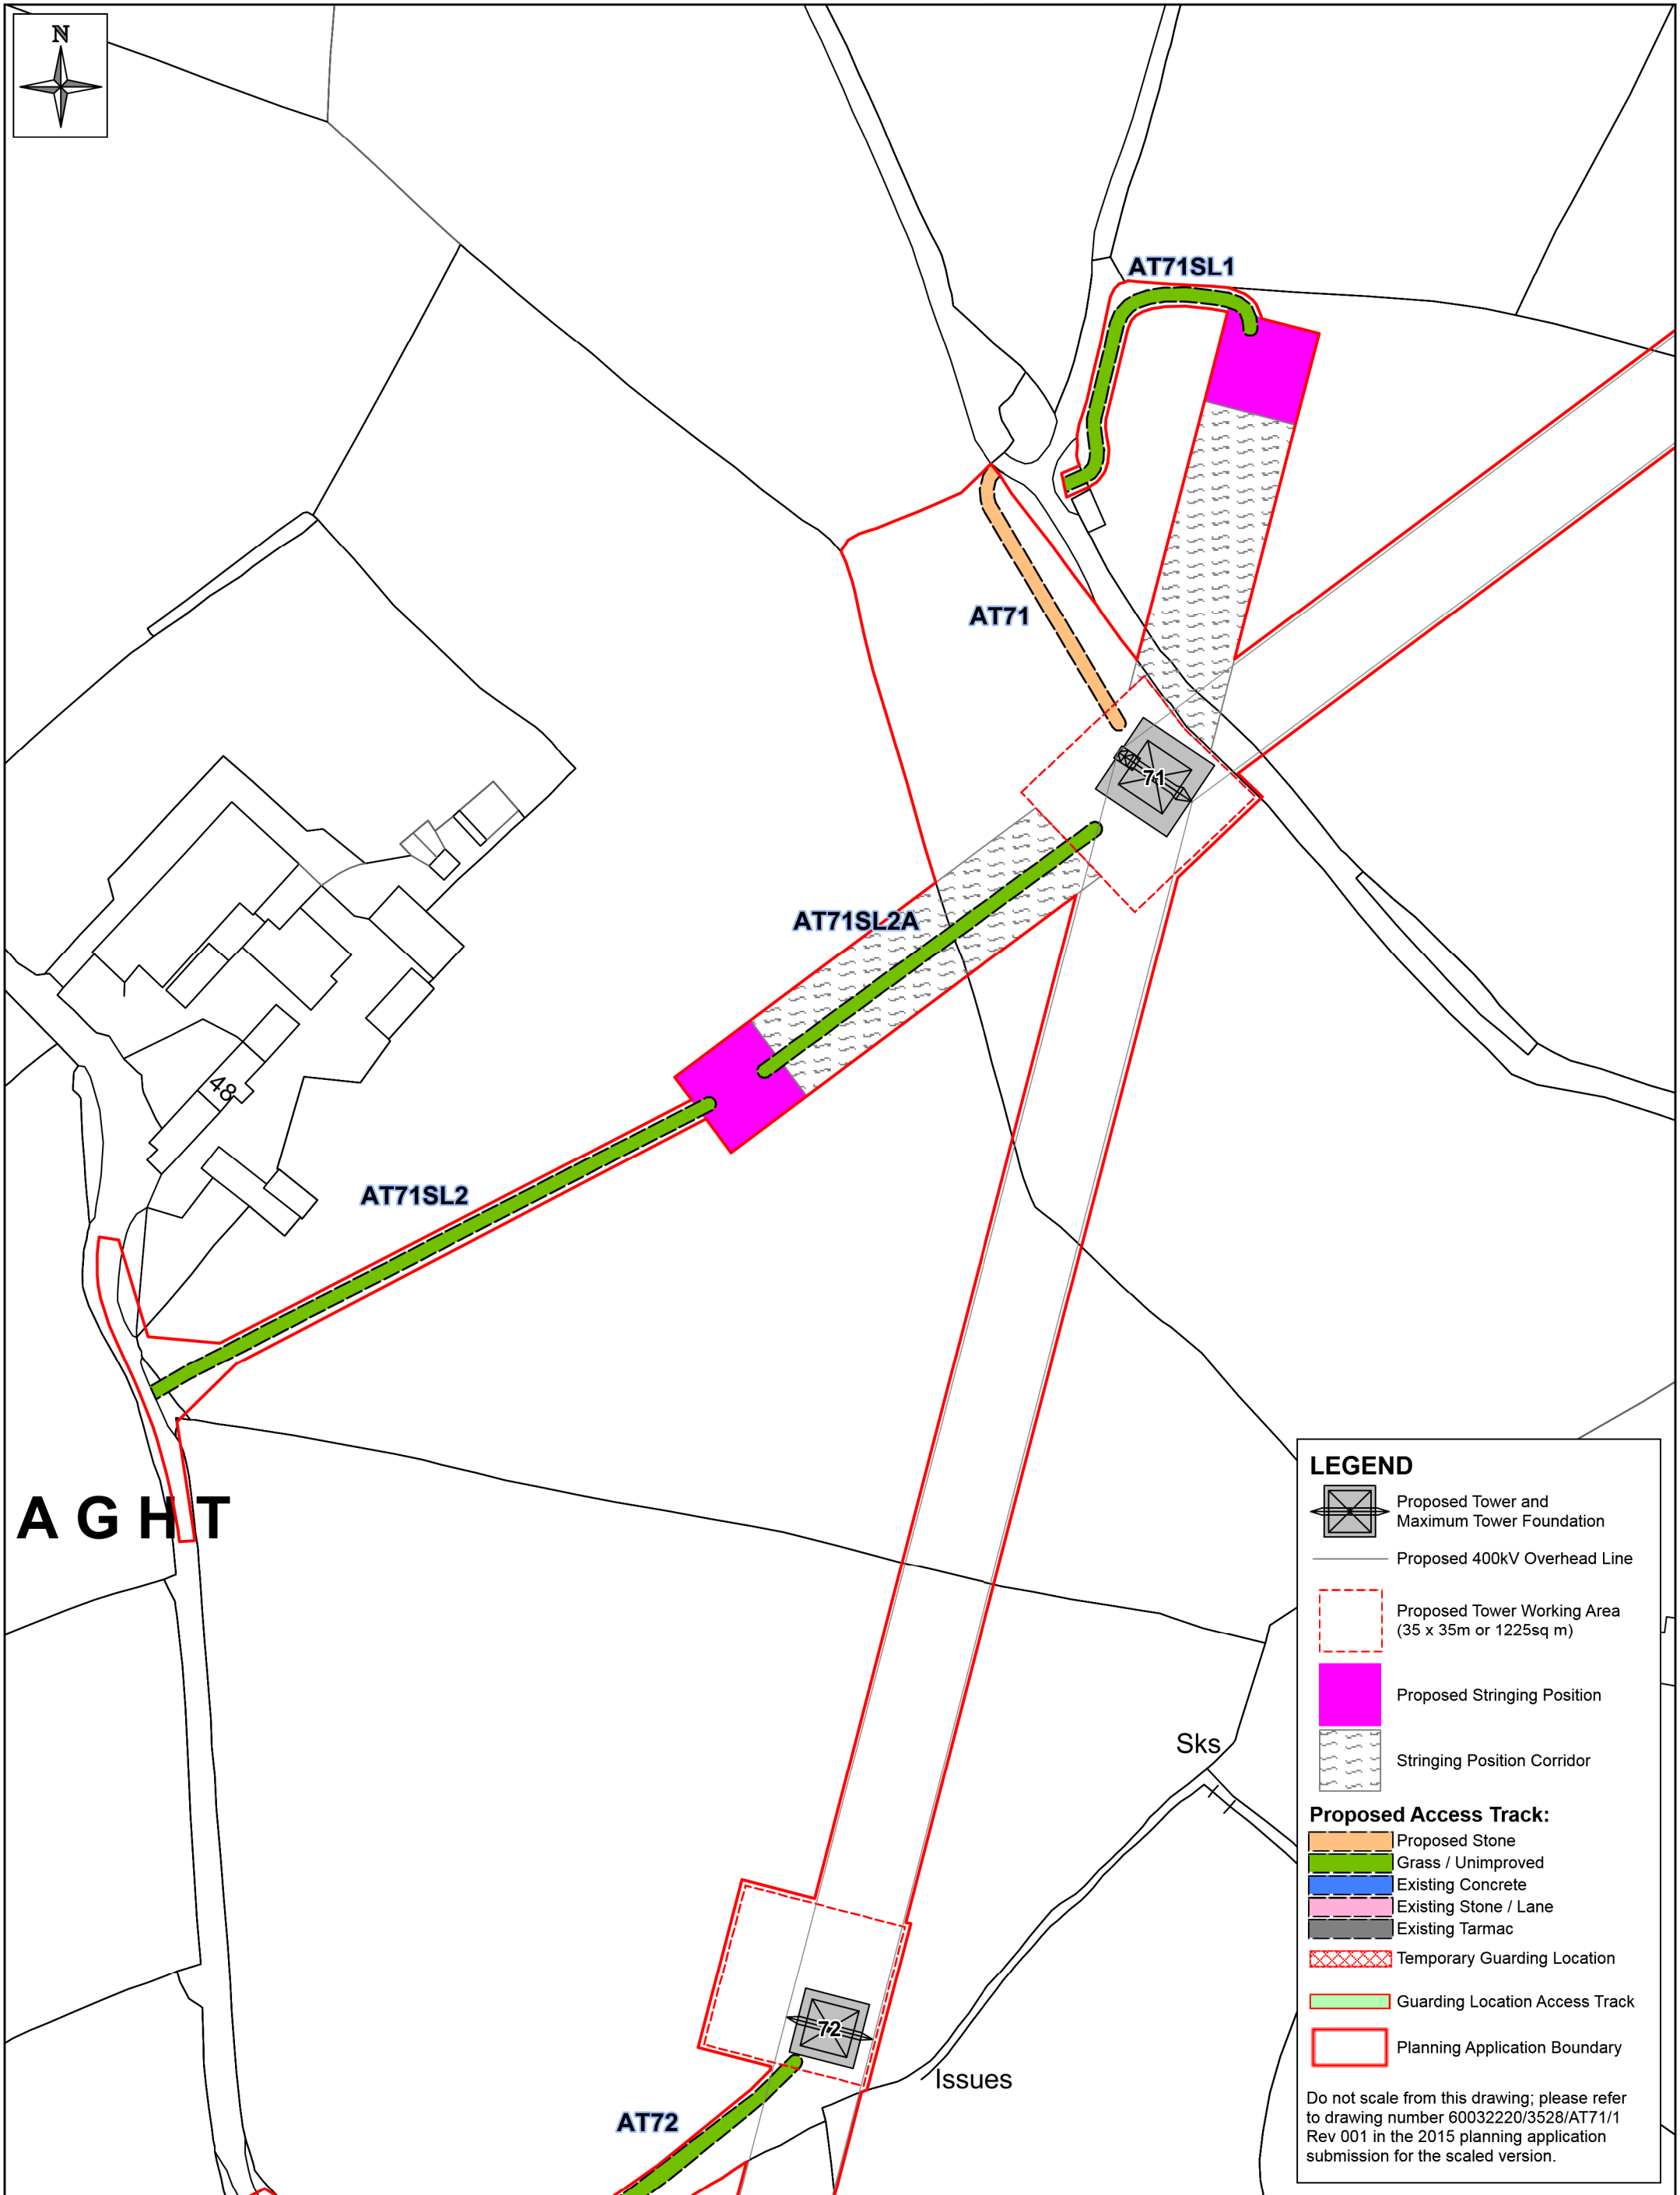 N
AT71SL1
AT71
71
AT71SL2A
48
AT71SL2
AGHT
Sks
72
Issues
AT72
LEGEND
Proposed Tower and
Maximum Tower Foundation
Proposed 400kV Overhead Line
Proposed Tower Working Area
(35 x 35m or 1225sq m)
Proposed Stringing Position
Stringing Position Corridor
Proposed Access Track:
Proposed Stone
Grass / Unimproved
Existing Concrete
Existing Stone / Lane
Existing Tarmac
Temporary Guarding Location
Guarding Location Access Track
Planning Application Boundary
Do not scale from this drawing; please refer
to drawing number 60032220/3528/AT71/1
Rev 001 in the 2015 planning application
submission for the scaled version.